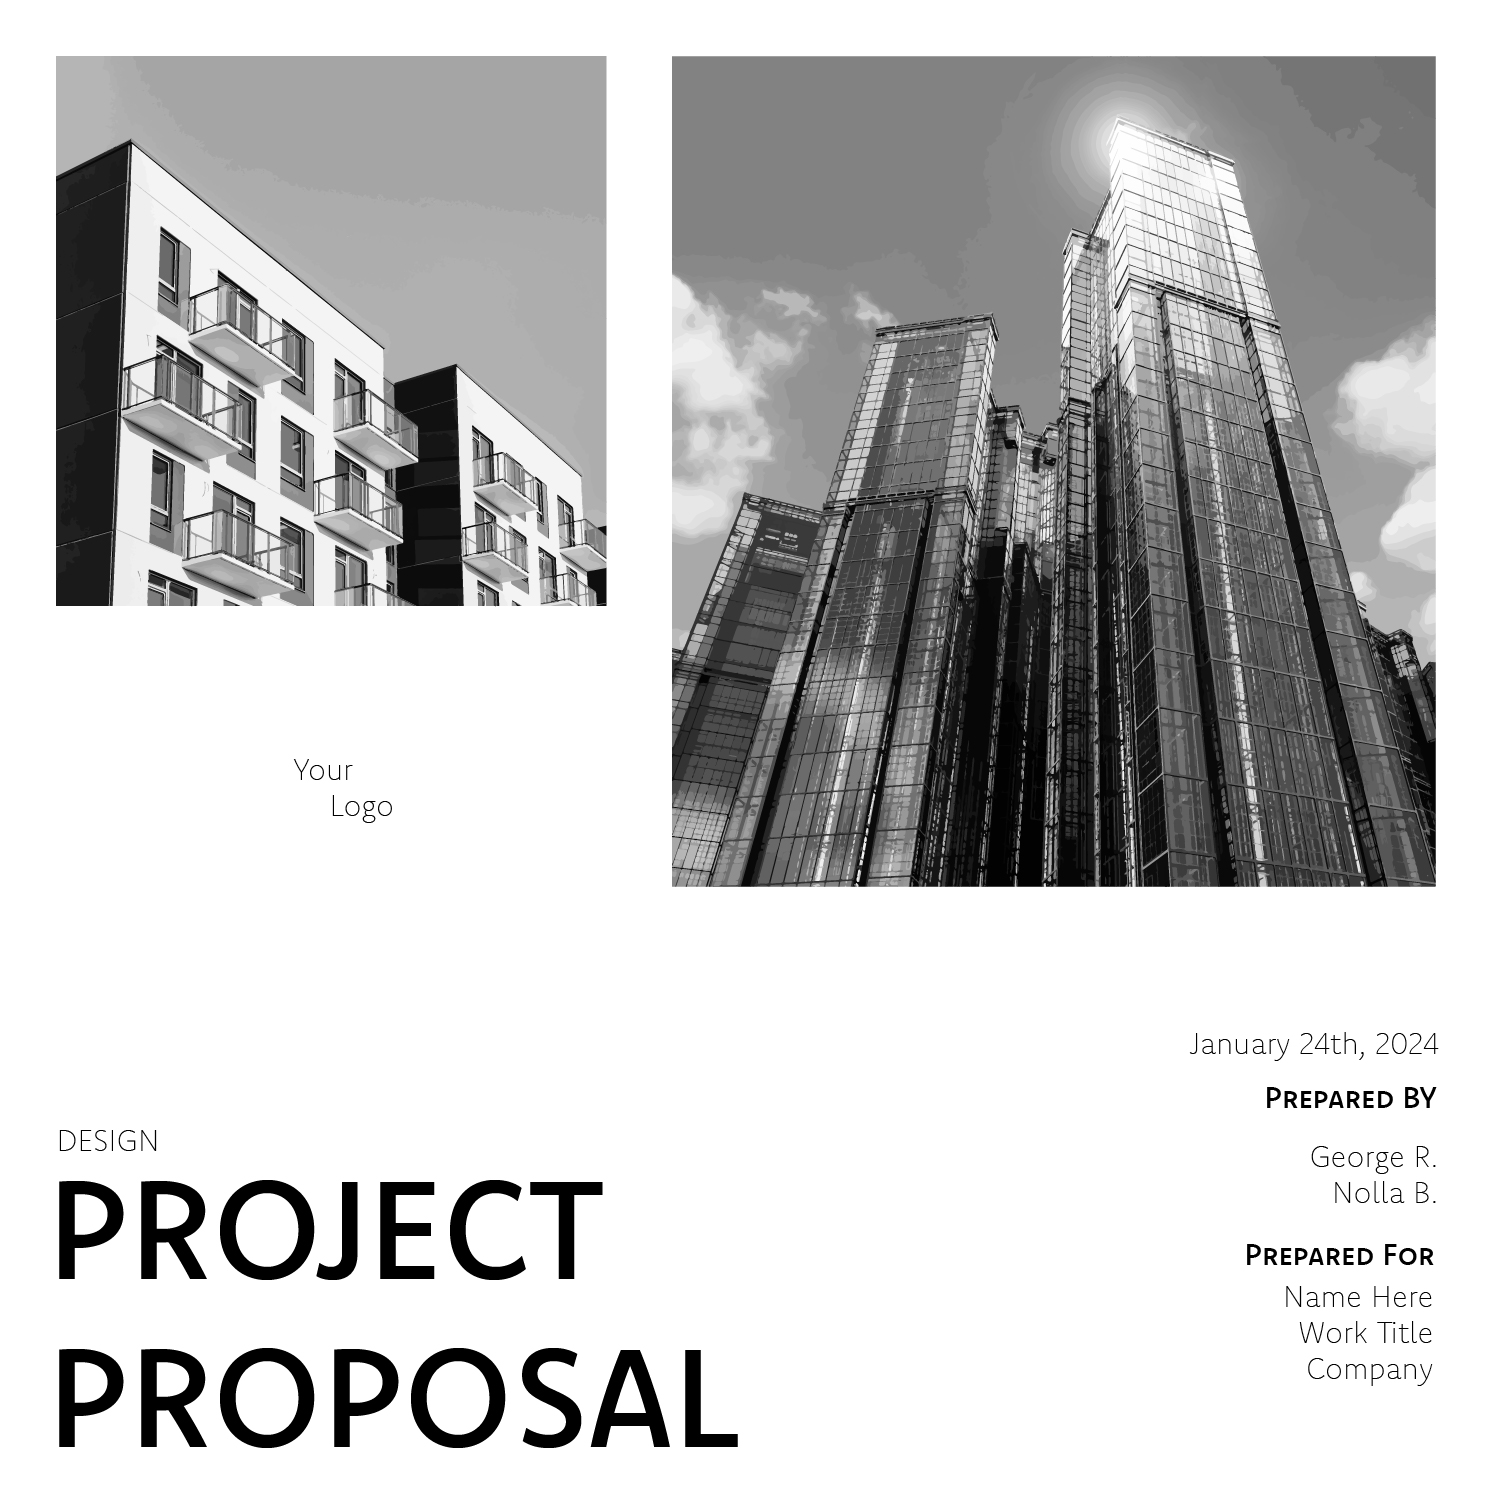 Your
Logo
January 24th, 2024
PREPARED BY
George R.
Nolla B.
PREPARED FOR
Name Here
Work Title
Company
DESIGN
PROJECT
PROPOSAL